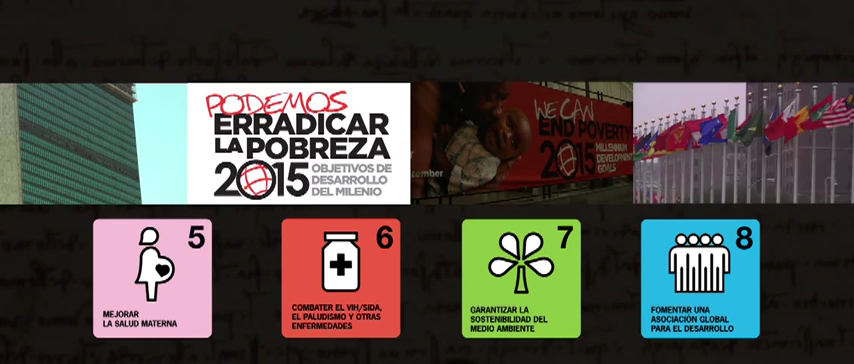 PODEMOS
ERRADICAR
LA POBREZA
2015 OBJETIVOS DE
DESARROLLO
DEL MILENIO
WE CAN
END POVERTY
2015 MILLENNIUM
DEVELOPMENT
GOALS
5
MEJORAR
LA SALUD MATERNA
6
COMBATER EL VIH/SIDA,
EL PALUDISMO Y OTRAS
ENFERMEDADES
7
GARANTIZAR LA
SOSTENIBILIDAD DEL
MEDIO AMBIENTE
8
FOMENTAR UNA
ASOCIACIÓN GLOBAL
PARA EL DESARROLLO